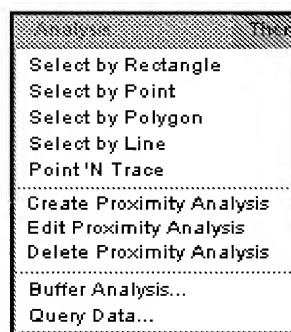 Analysis
Select by Rectangle
Select by Point
Select by Polygon
Select by Line
Point 'N Trace
Create Proximity Analysis
Edit Proximity Analysis
Delete Proximity Analysis
Buffer Analysis...
Query Data...